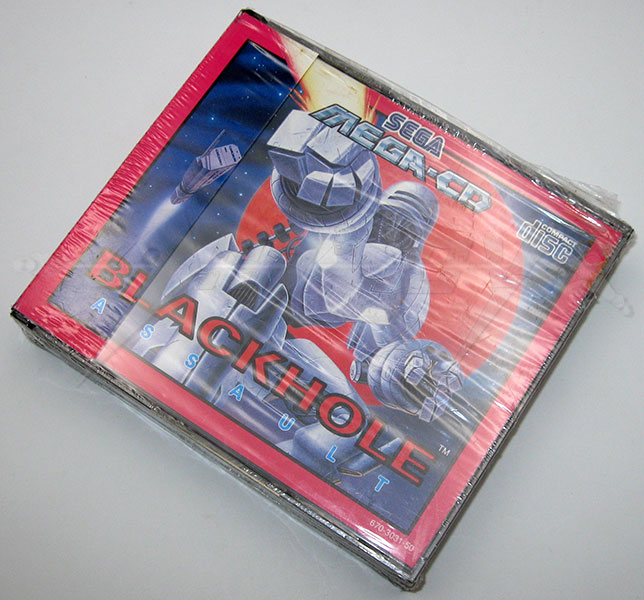 SEGA
MEGA-CD
COMPACT
disc
BLACKHOLE
TM
ASSAULT
670-3031-50